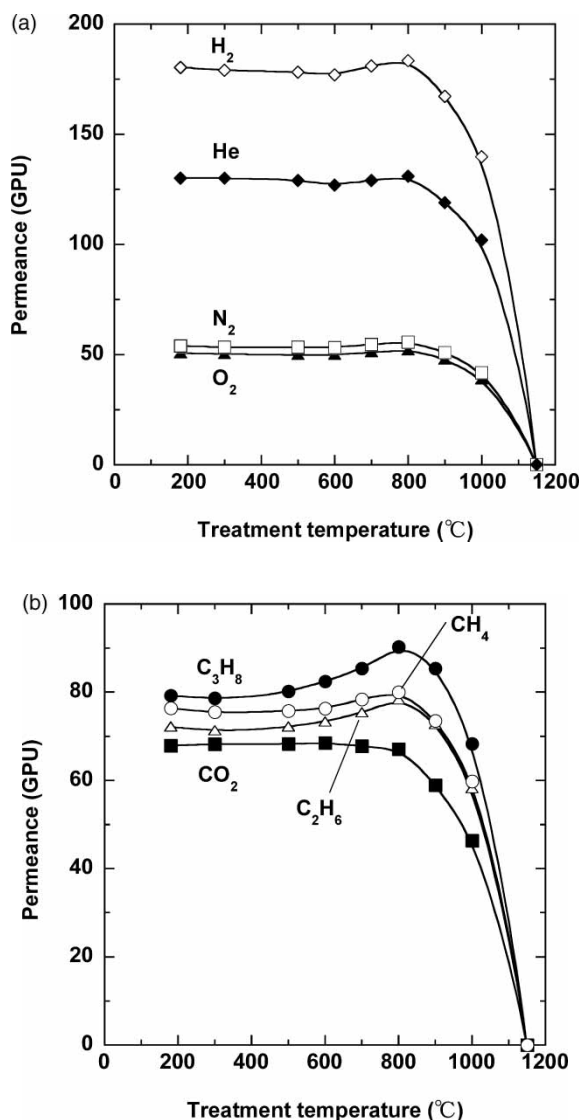 (a)
200
H₂
150
He
100
N₂
50
O₂
0
0 200 400 600 800 1000 1200
Permeance (GPU)
Treatment temperature (℃)
(b)
100
CH₄
C₃H₈
80
CO₂
60
C₂H₆
40
20
0
0 200 400 600 800 1000 1200
Permeance (GPU)
Treatment temperature (℃)